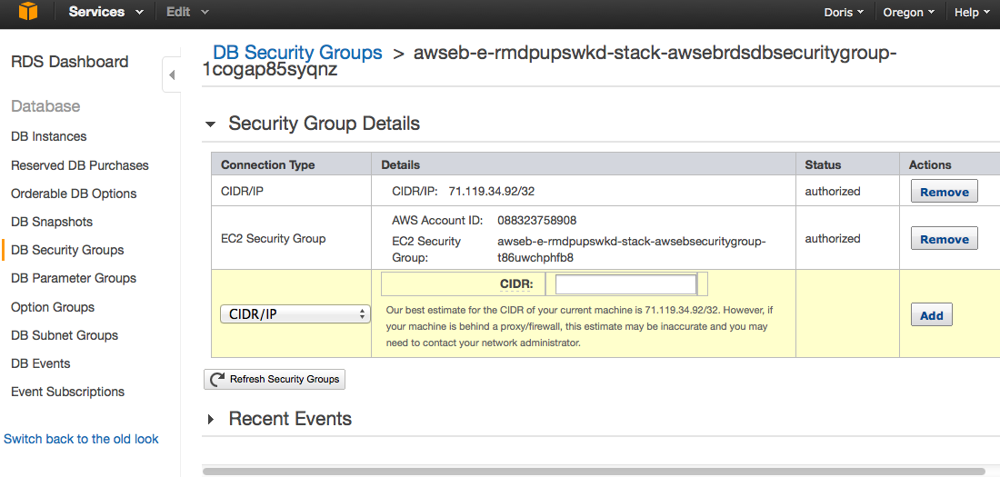 Services Edit Doris Oregon Help
RDS Dashboard
Database
DB Instances
Reserved DB Purchases
Orderable DB Options
DB Snapshots
DB Security Groups
DB Parameter Groups
Option Groups
DB Subnet Groups
DB Events
Event Subscriptions
Switch back to the old look
DB Security Groups > awseb-e-rmdpupswkd-stack-awsebrdsdbsecuritygroup-
1cogap85syqnz
Security Group Details
Connection Type Details Status Actions
CIDR/IP CIDR/IP: 71.119.34.92/32 authorized Remove
AWS Account ID: 088323758908
EC2 Security Group EC2 Security awseb-e-rmdpupswkd-stack-awsebsecuritygroup- authorized Remove
Group: t86uwchphfb8
CIDR:
CIDR/IP Our best estimate for the CIDR of your current machine is 71.119.34.92/32. However, if Add
your machine is behind a proxy/firewall, this estimate may be inaccurate and you may
need to contact your network administrator.
Refresh Security Groups
Recent Events